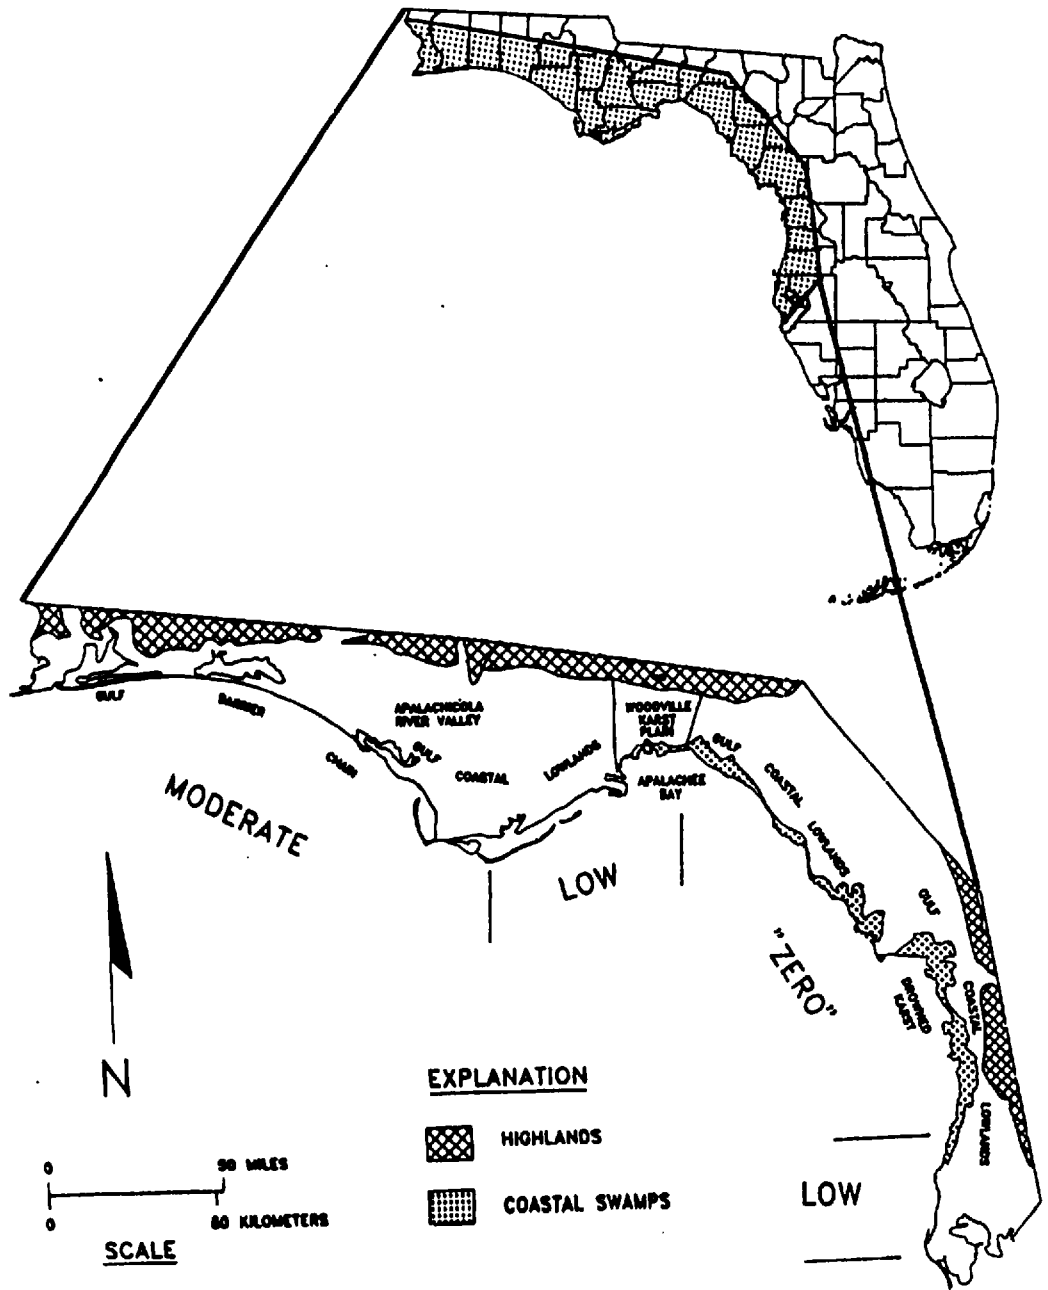 GULF
BARRIER
CHAIN
APALACHICOLA
RIVER VALLEY
GULF
COASTAL
LOWLANDS
WOODVILLE
KARST
PLAIN
APALACHEE
BAY
GULF
COASTAL
LOWLANDS
GULF
COASTAL
LOWLANDS
DROWNED
KARST
MODERATE
LOW
"ZERO"
LOW
N
EXPLANATION
HIGHLANDS
COASTAL SWAMPS
0 50 MILES
0 80 KILOMETERS
SCALE